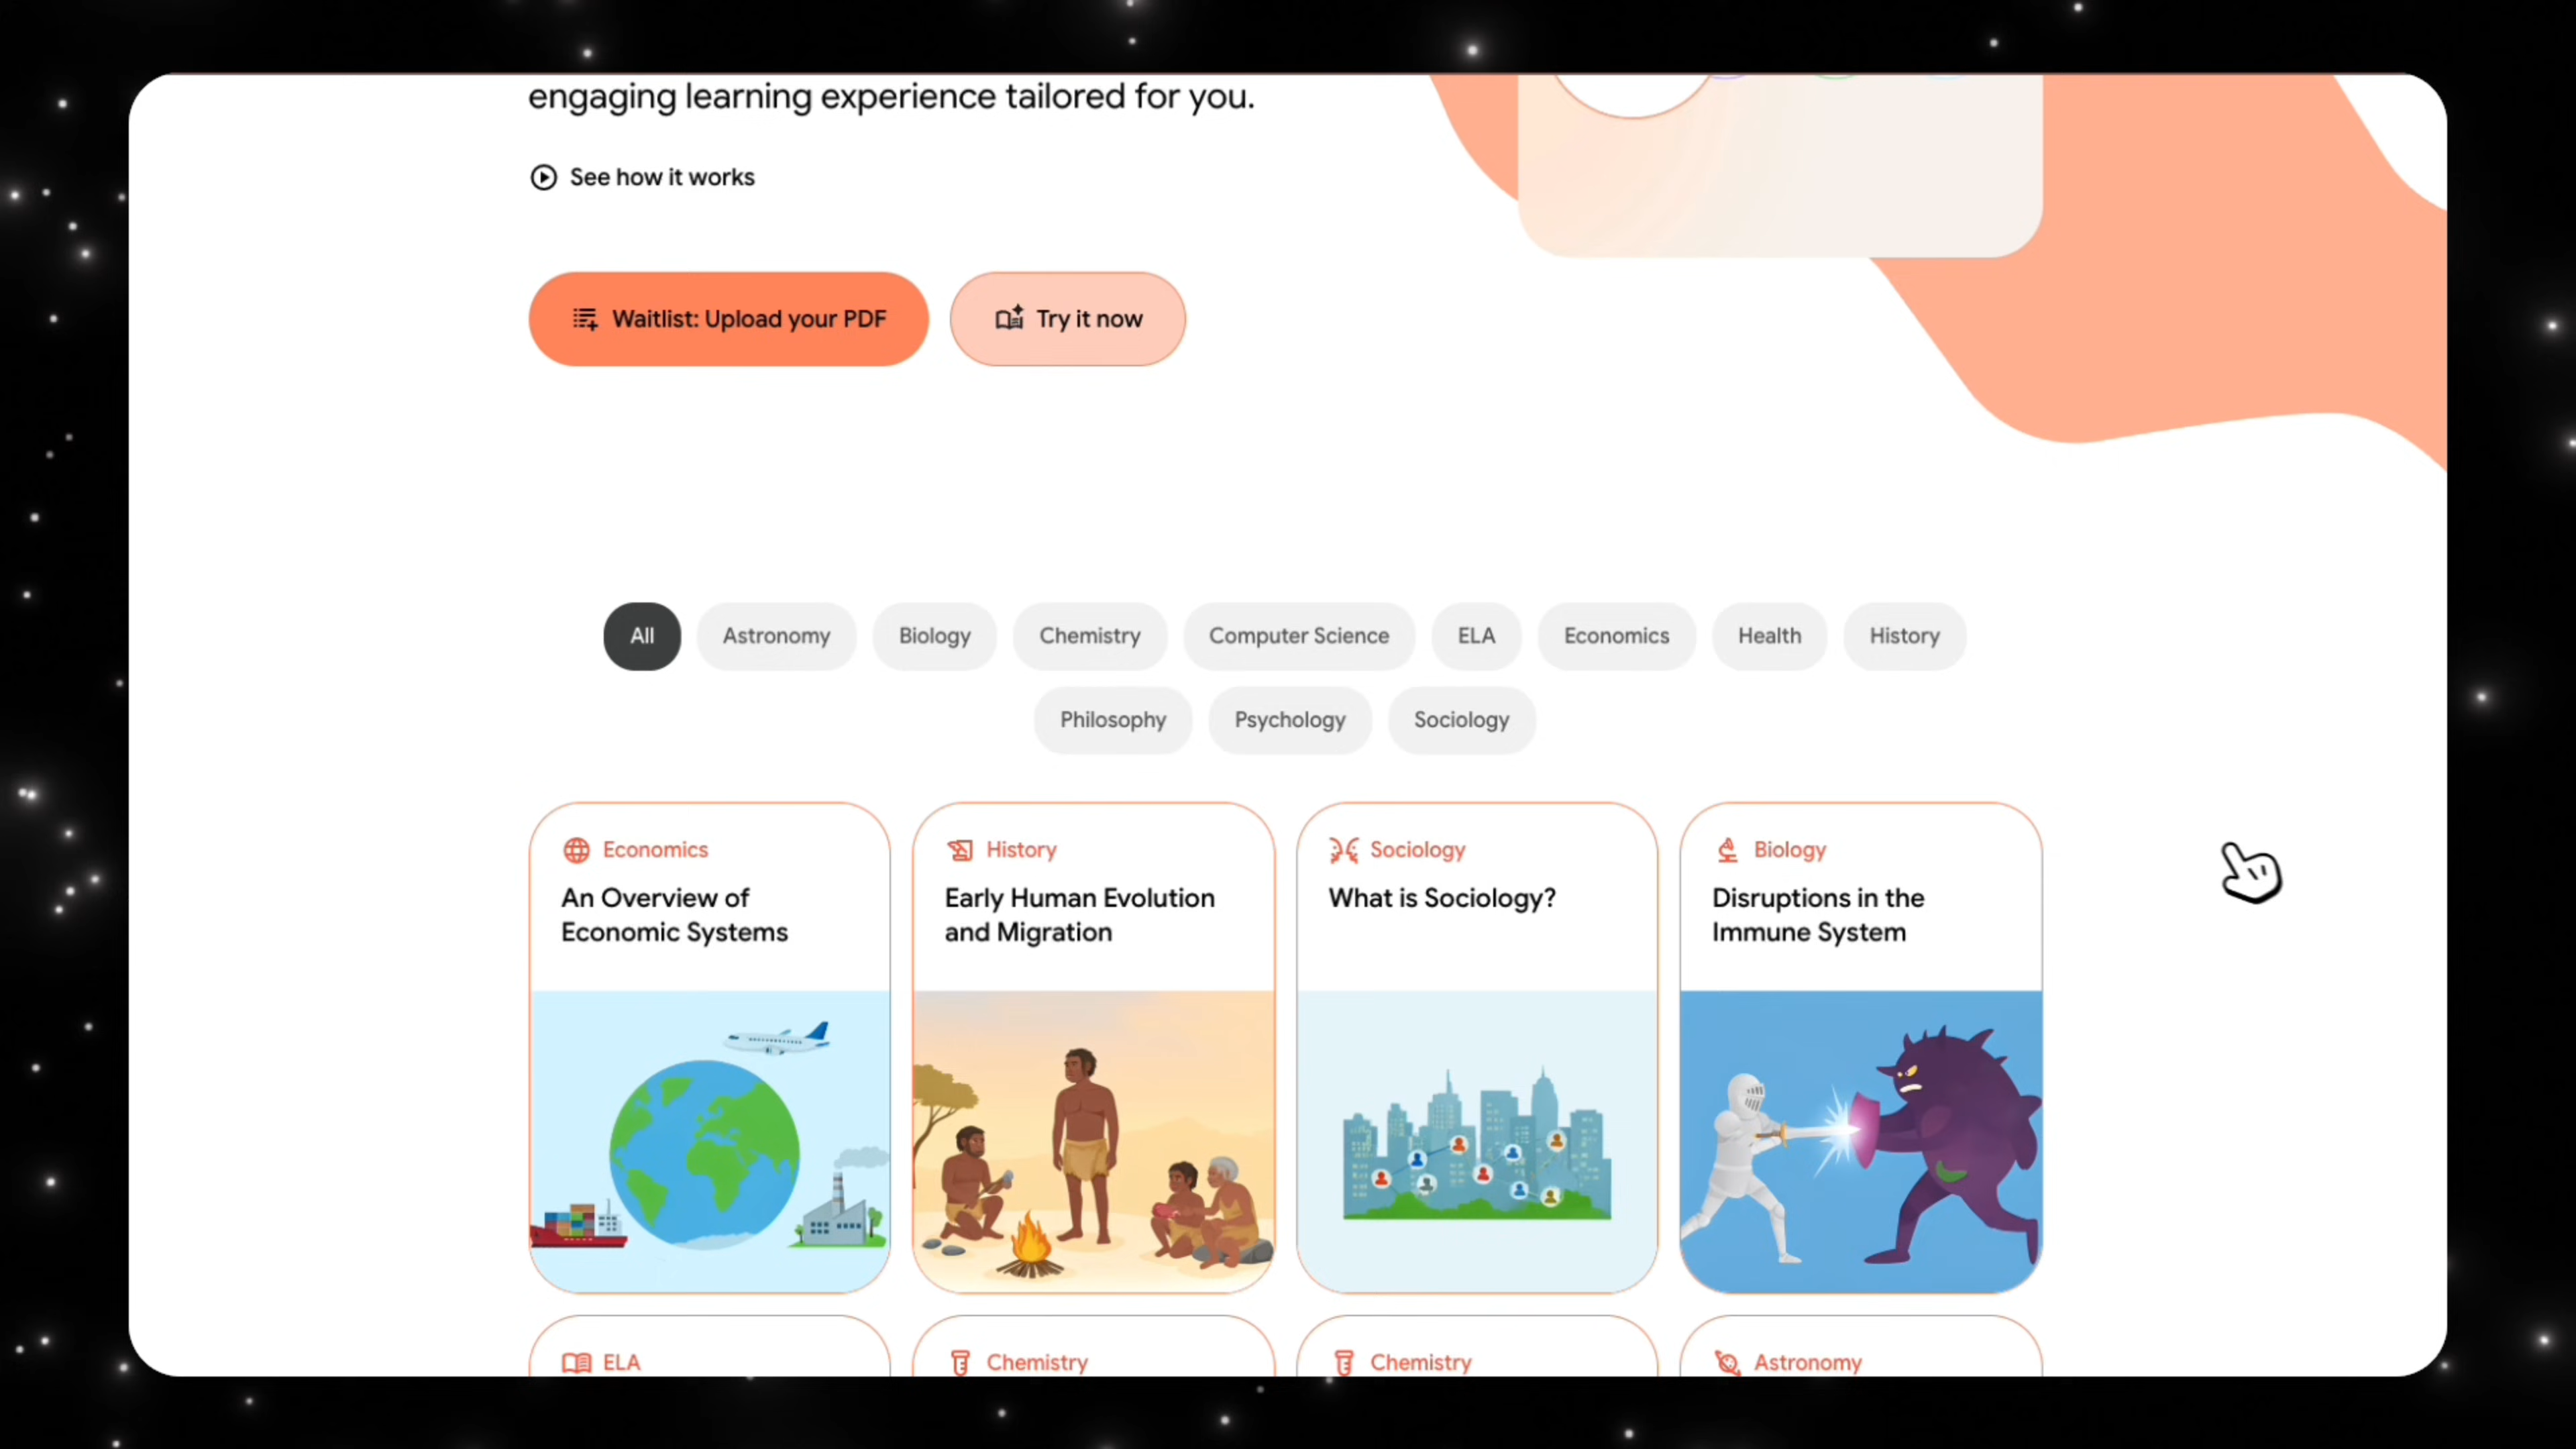 engaging learning experience tailored for you.
See how it works
Waitlist: Upload your PDF
Try it now
All
Astronomy
Biology
Chemistry
Computer Science
ELA
Economics
Health
History
Philosophy
Psychology
Sociology
Economics
An Overview of
Economic Systems
History
Early Human Evolution
and Migration
Sociology
What is Sociology?
Biology
Disruptions in the
Immune System
ELA
Chemistry
Chemistry
Astronomy